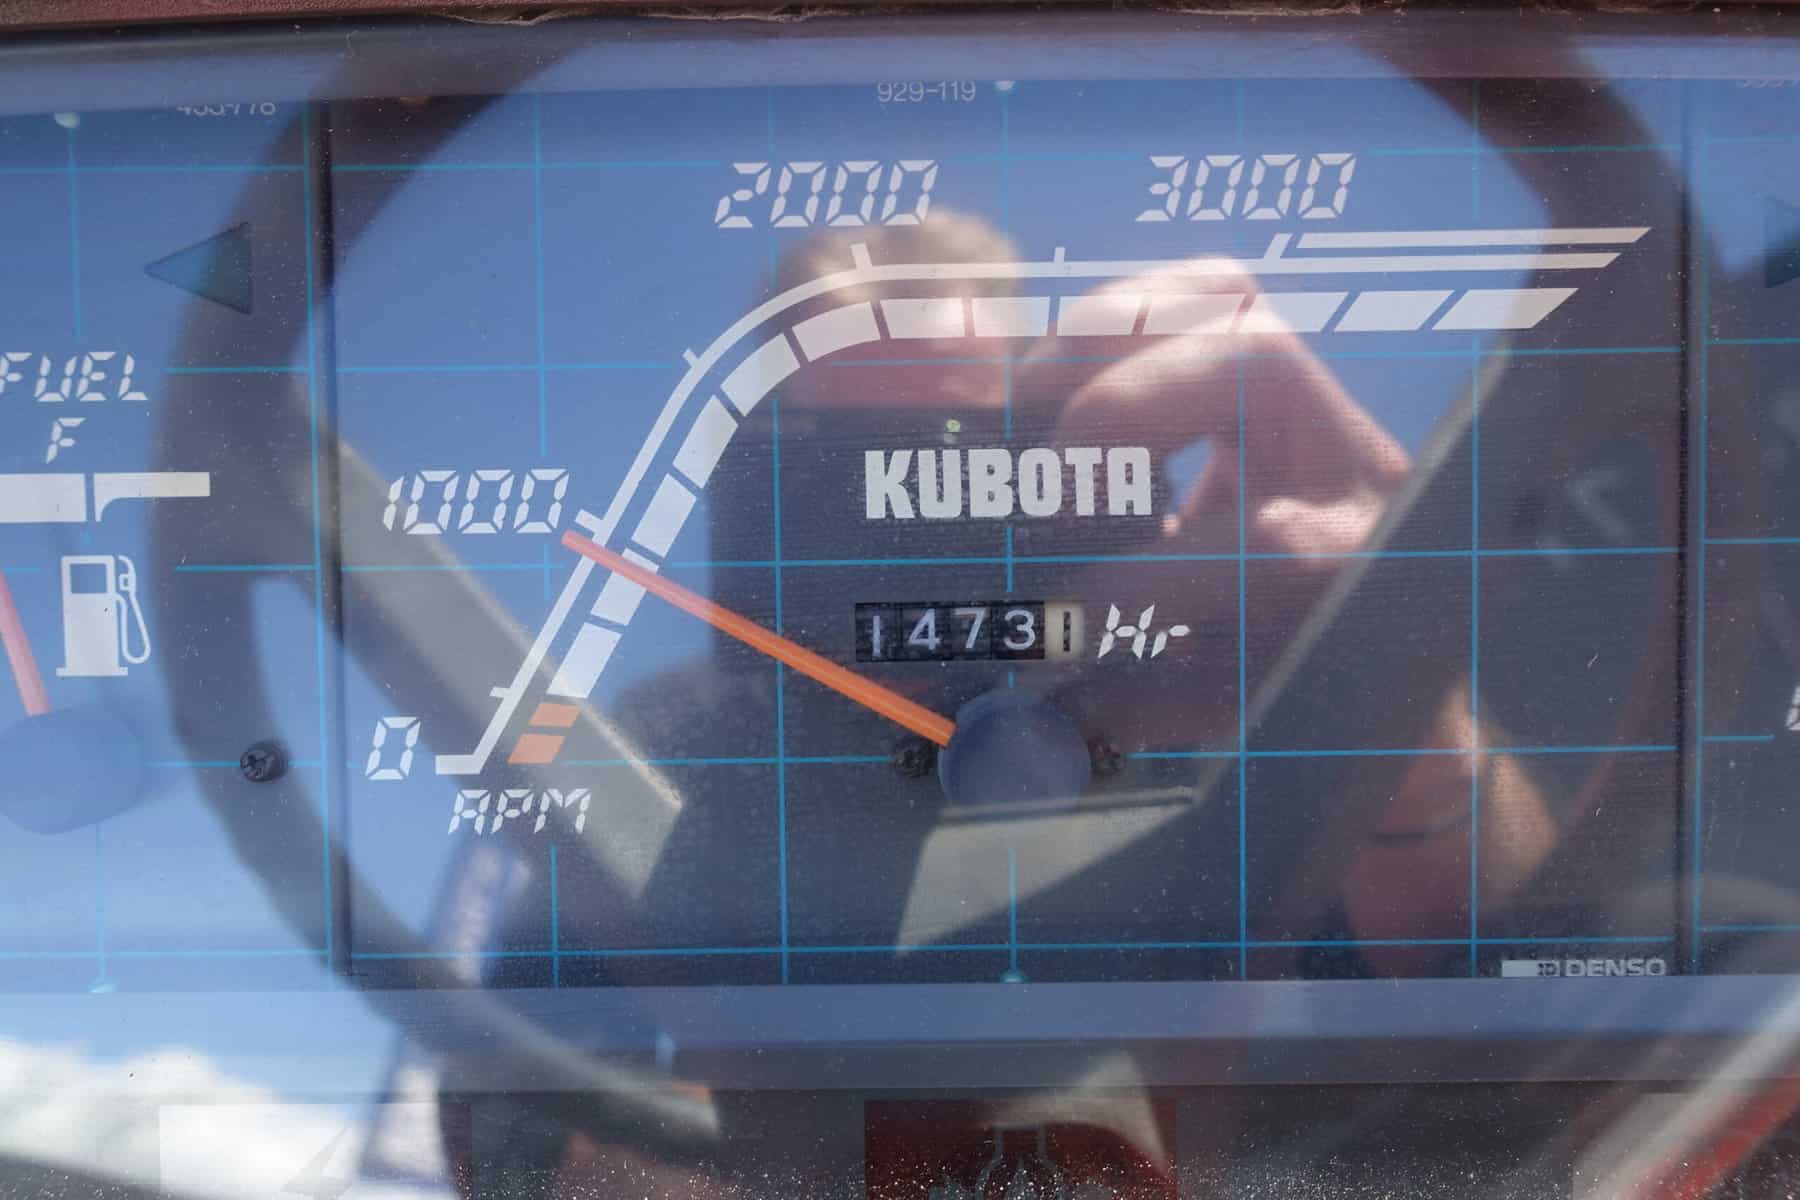 929-119
2000 3000
FUEL
F
KUBOTA
1000
14731 Hr
0
RPM
DENSO